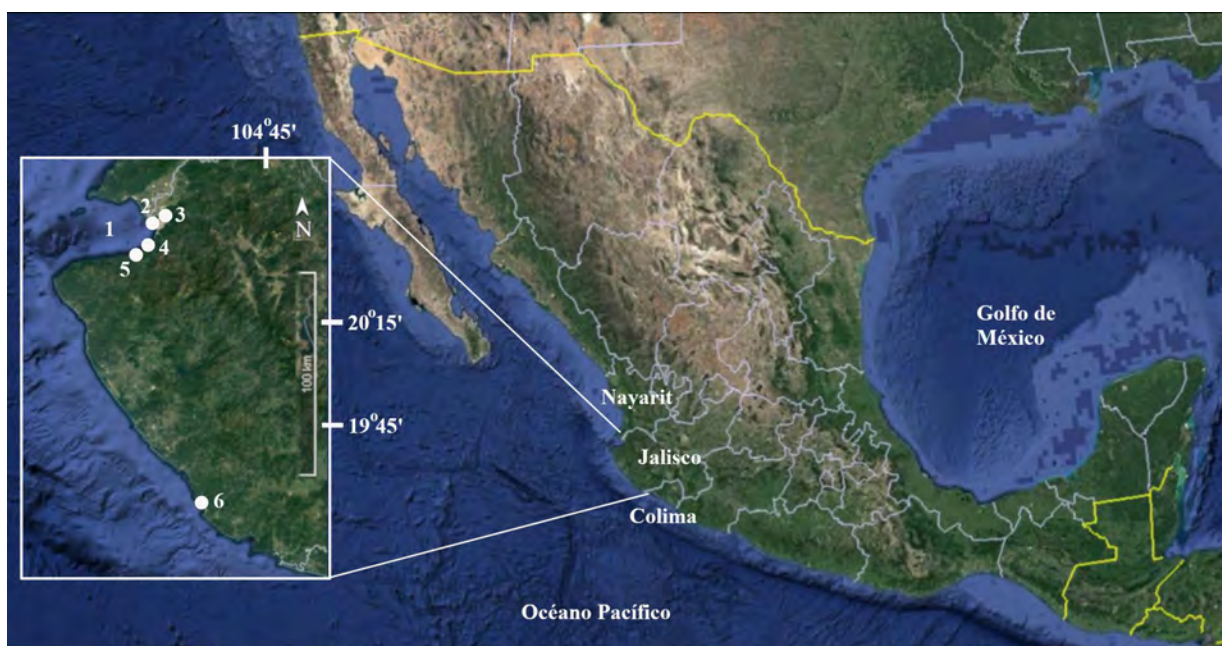 104°45'
N
2
3
1
4
5
20°15'
100 km
19°45'
6
Golfo de
México
Nayarit
Jalisco
Colima
Océano Pacífico